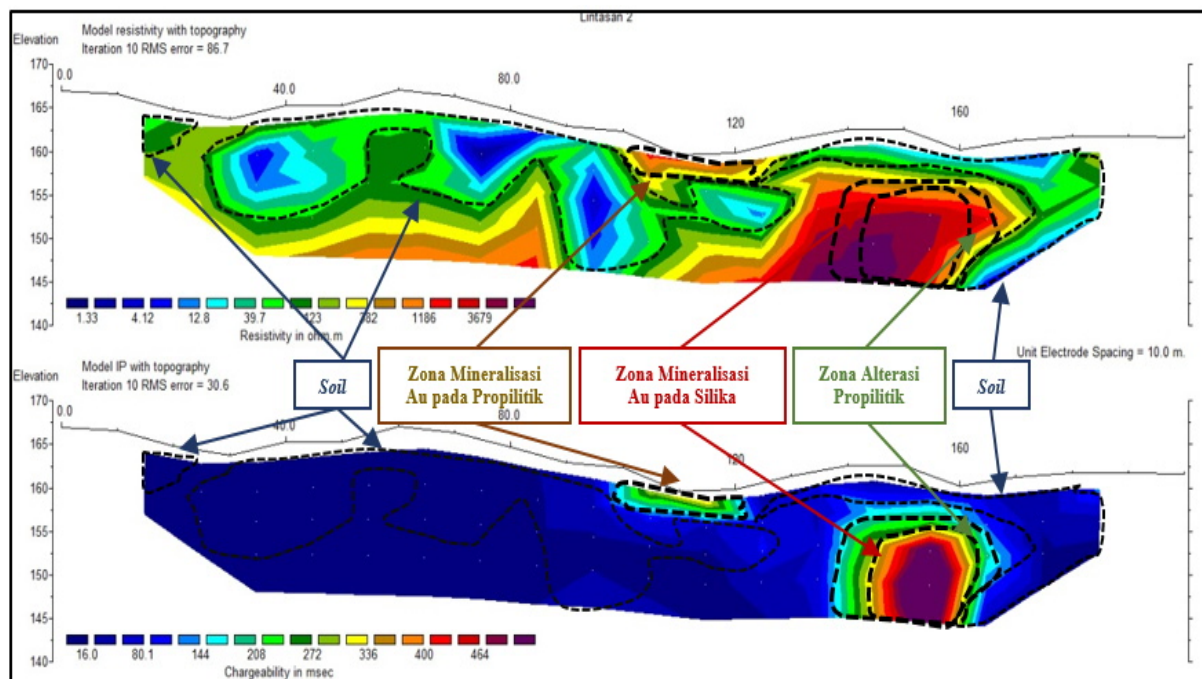 Lintasan 2
Model resistivity with topography
Elevation
Iteration 10 RMS error = 86.7
170
0.0
165
40.0
80.0
120
160
160
155
150
145
140
1.33 4.12 12.8 39.7 123 382 1186 3679
Resistivity in ohm.m
Unit Electrode Spacing = 10.0 m.
Soil
Zona Mineralisasi
Au pada Propilitik
Zona Mineralisasi
Au pada Silika
Zona Alterasi
Propilitik
Soil
Model IP with topography
Elevation
Iteration 10 RMS error = 30.6
170
0.0
165
40.0
80.0
120
160
160
155
150
145
140
16.0 80.1 144 208 272 336 400 464
Chargeability in msec